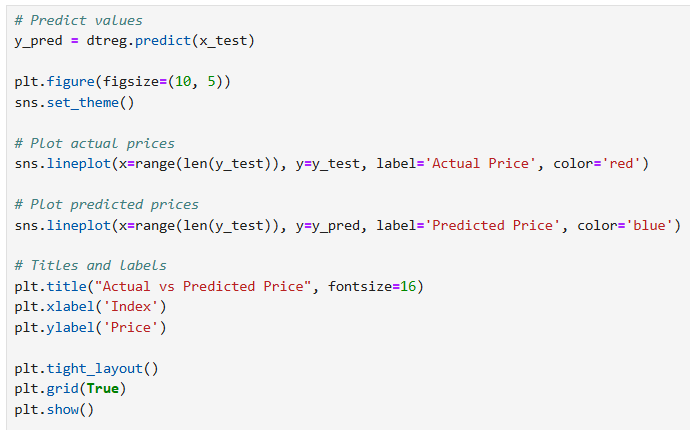 # Predict values
y_pred = dtreg.predict(x_test)
plt.figure(figsize=(10, 5))
sns.set_theme()
# Plot actual prices
sns.lineplot(x=range(len(y_test)), y=y_test, label='Actual Price', color='red')
# Plot predicted prices
sns.lineplot(x=range(len(y_test)), y=y_pred, label='Predicted Price', color='blue')
# Titles and labels
plt.title("Actual vs Predicted Price", fontsize=16)
plt.xlabel('Index')
plt.ylabel('Price')
plt.tight_layout()
plt.grid(True)
plt.show()